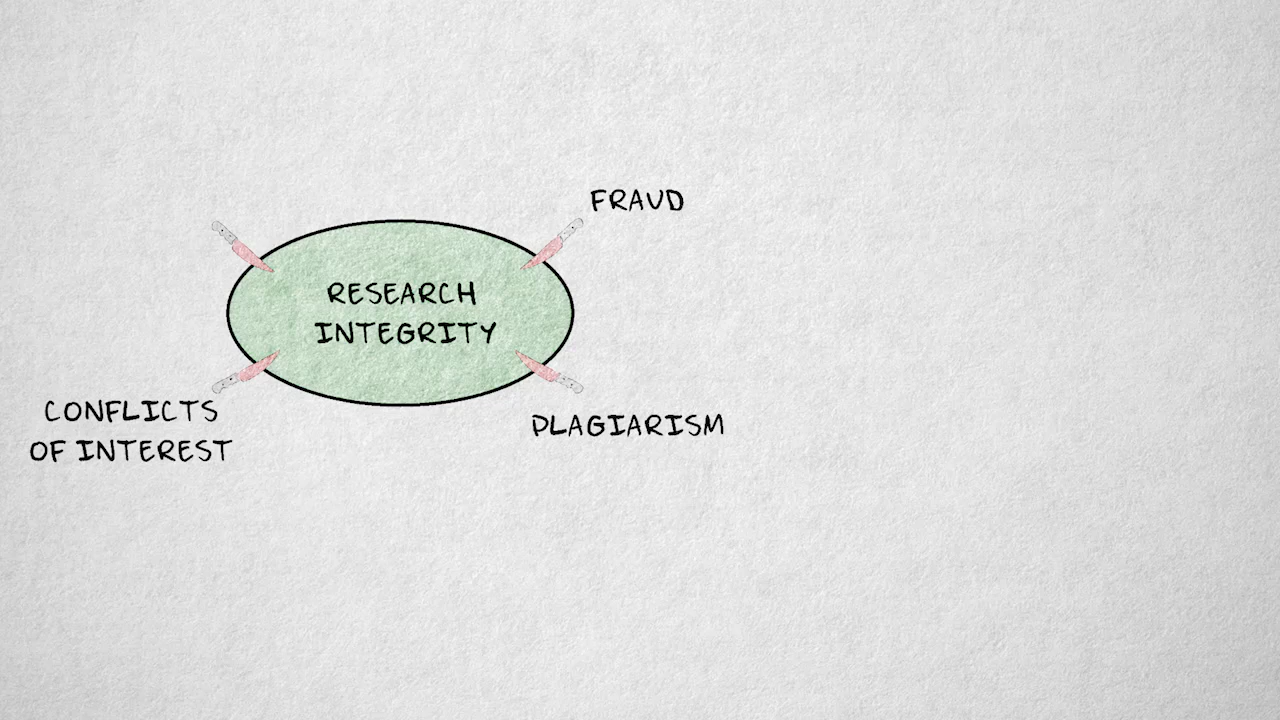 FRAUD
RESEARCH
INTEGRITY
CONFLICTS
OF INTEREST
PLAGIARISM